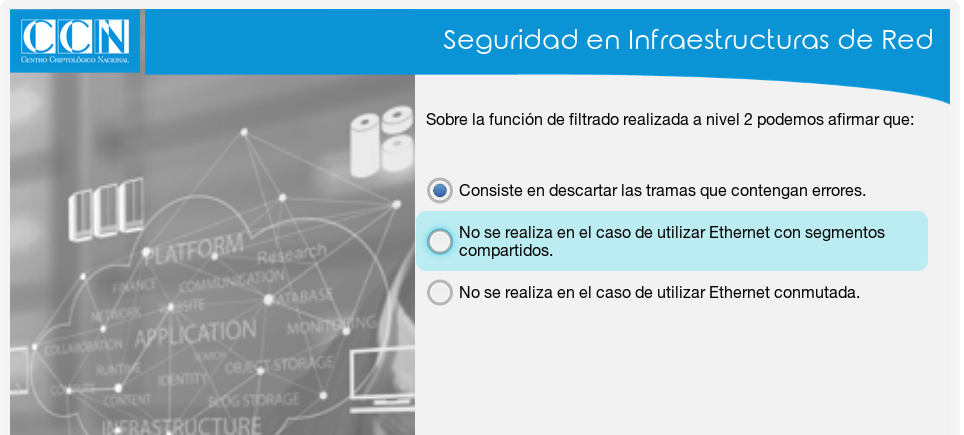 CCN
CENTRO CRIPTOLÓGICO NACIONAL
Seguridad en Infraestructuras de Red
Sobre la función de filtrado realizada a nivel 2 podemos afirmar que:
Consiste en descartar las tramas que contengan errores.
No se realiza en el caso de utilizar Ethernet con segmentos
compartidos.
No se realiza en el caso de utilizar Ethernet conmutada.
PLATFORM
Research
FINANCE
COMMUNICATION
NETWORK
WEBSITE
DATABASE
APPLICATION
MONITORING
COLLABORATION
SEARCH
RUNTIME
IDENTITY
OBJECT STORAGE
COMPUTE
CONTENT
BLOG STORAGE
INFRASTRUCTURE